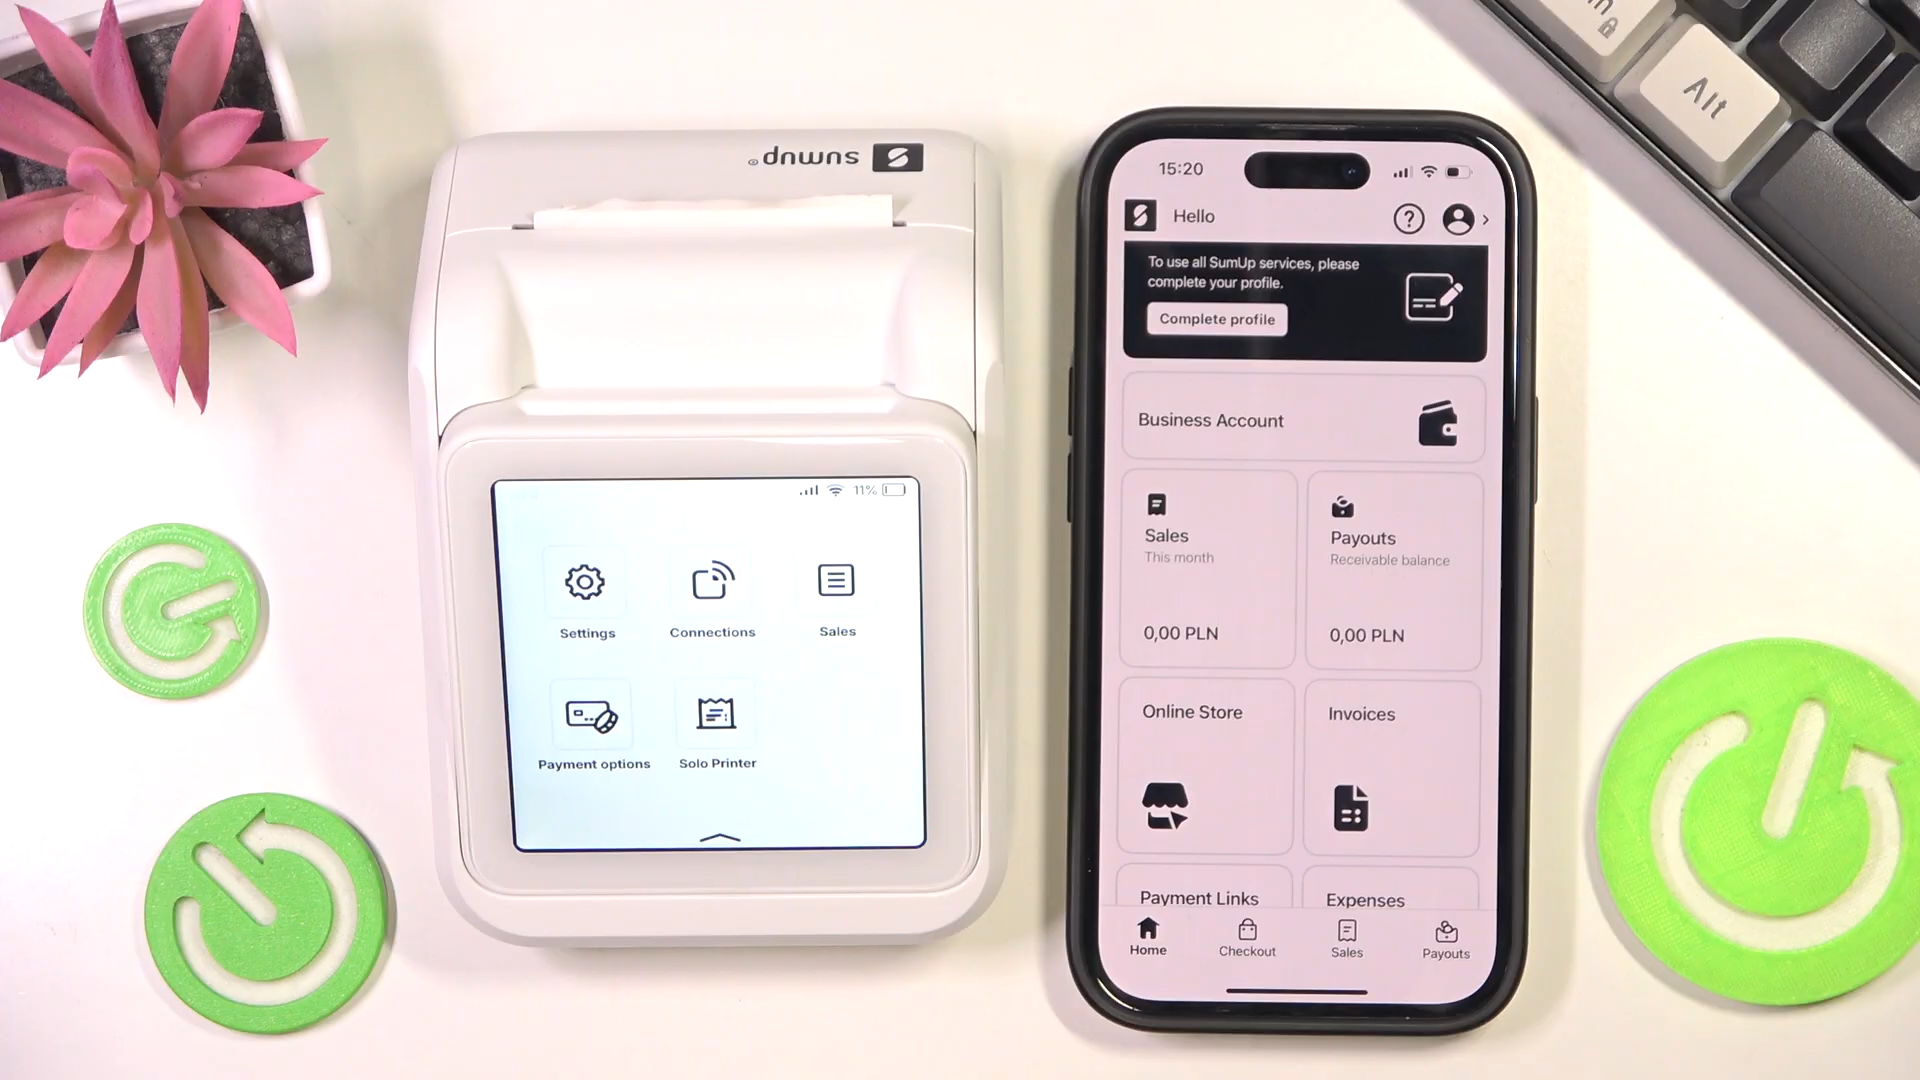 sumup®
11%
Settings
Connections
Sales
Payment options
Solo Printer
15:20
Hello
To use all SumUp services, please
complete your profile.
Complete profile
Business Account
Sales
This month
0,00 PLN
Payouts
Receivable balance
0,00 PLN
Online Store
Invoices
Payment Links
Expenses
Home
Checkout
Sales
Payouts
Alt